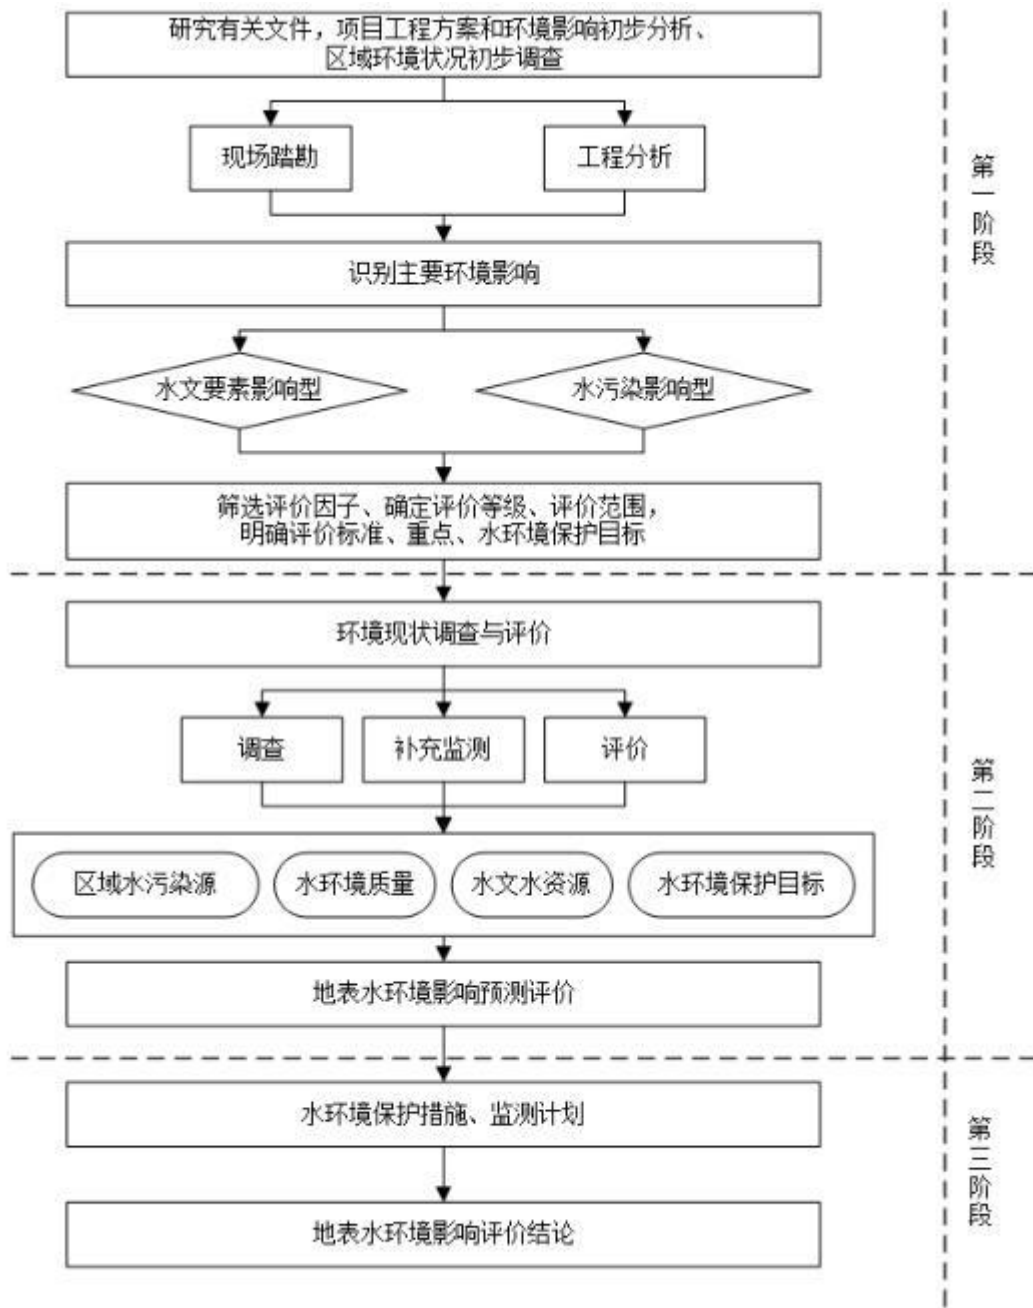 研究有关文件，项目工程方案和环境影响初步分析、
区域环境状况初步调查
现场踏勘
工程分析
识别主要环境影响
水文要素影响型
水污染影响型
筛选评价因子、确定评价等级、评价范围，
明确评价标准、重点、水环境保护目标
第一阶段
环境现状调查与评价
调查
补充监测
评价
区域水污染源
水环境质量
水文水资源
水环境保护目标
地表水环境影响预测评价
第二阶段
水环境保护措施、监测计划
地表水环境影响评价结论
第三阶段